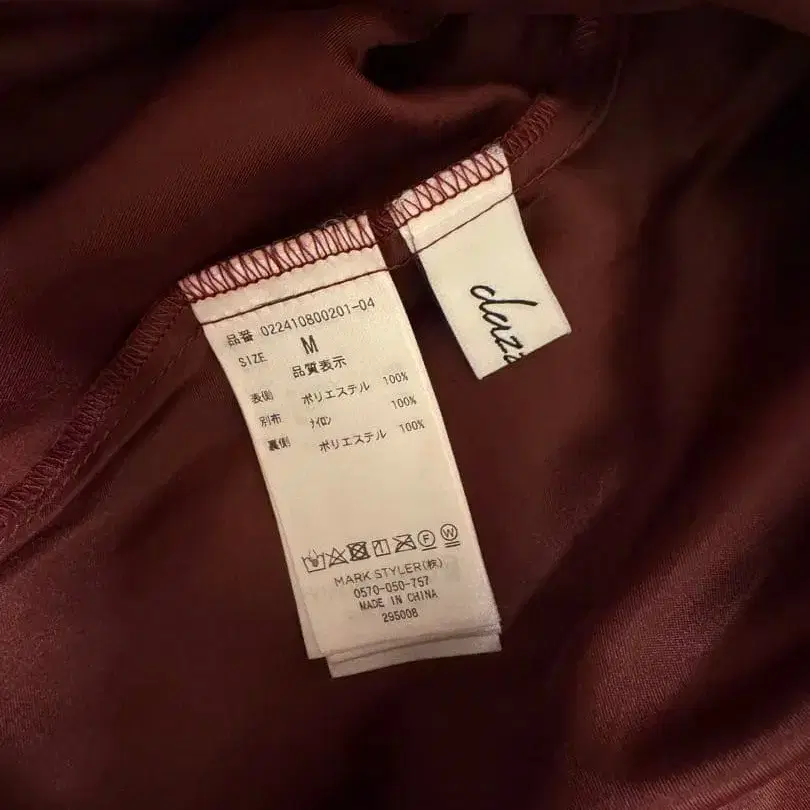 品番 022410800201-04
SIZE M
品質表示
表側 ポリエステル 100%
別布 ナイロン 100%
裏側 ポリエステル 100%
F W
MARK STYLER(株)
0570-050-757
MADE IN CHINA
295008
dazz